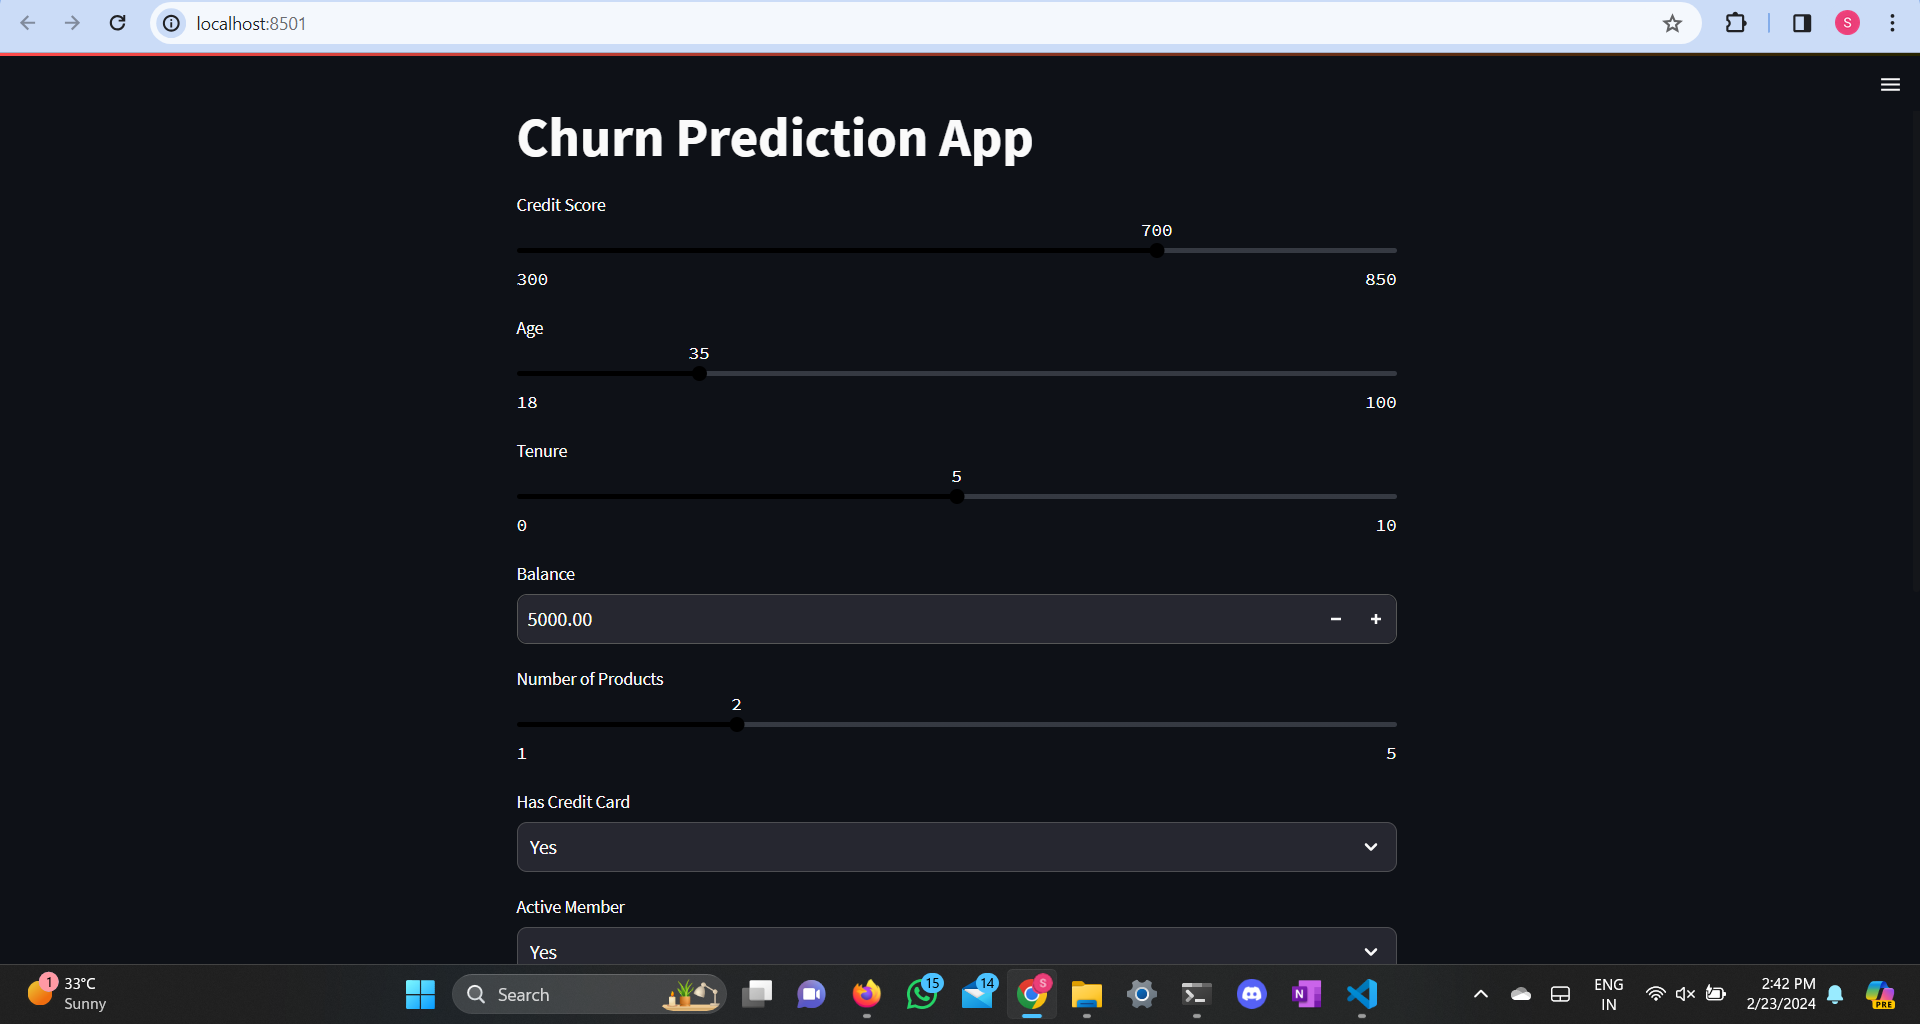 localhost:8501
S
Churn Prediction App
Credit Score
700
300 850
Age
35
18 100
Tenure
5
0 10
Balance
5000.00 − +
Number of Products
2
1 5
Has Credit Card
Yes
Active Member
Yes
1
33°C
Sunny
Search
15
14
S
N
ENG
IN
2:42 PM
2/23/2024
PRE